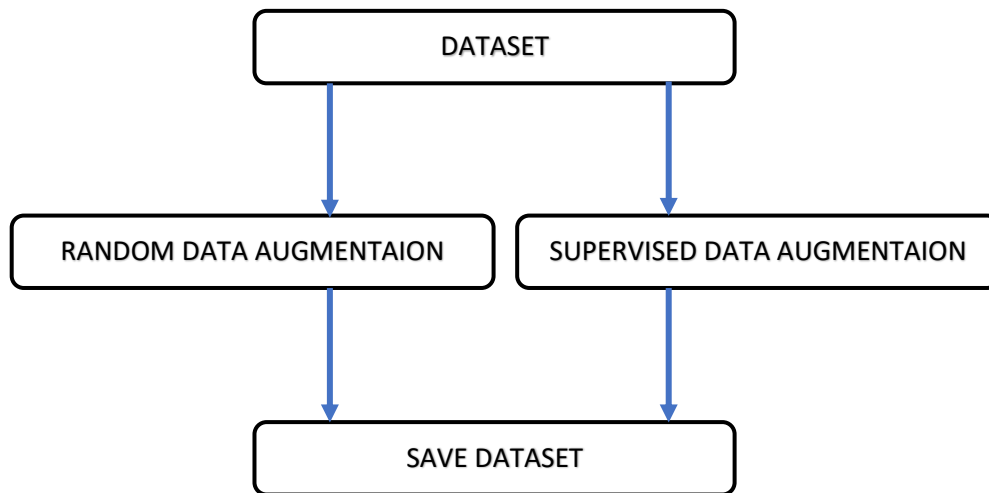 DATASET
RANDOM DATA AUGMENTAION
SUPERVISED DATA AUGMENTAION
SAVE DATASET